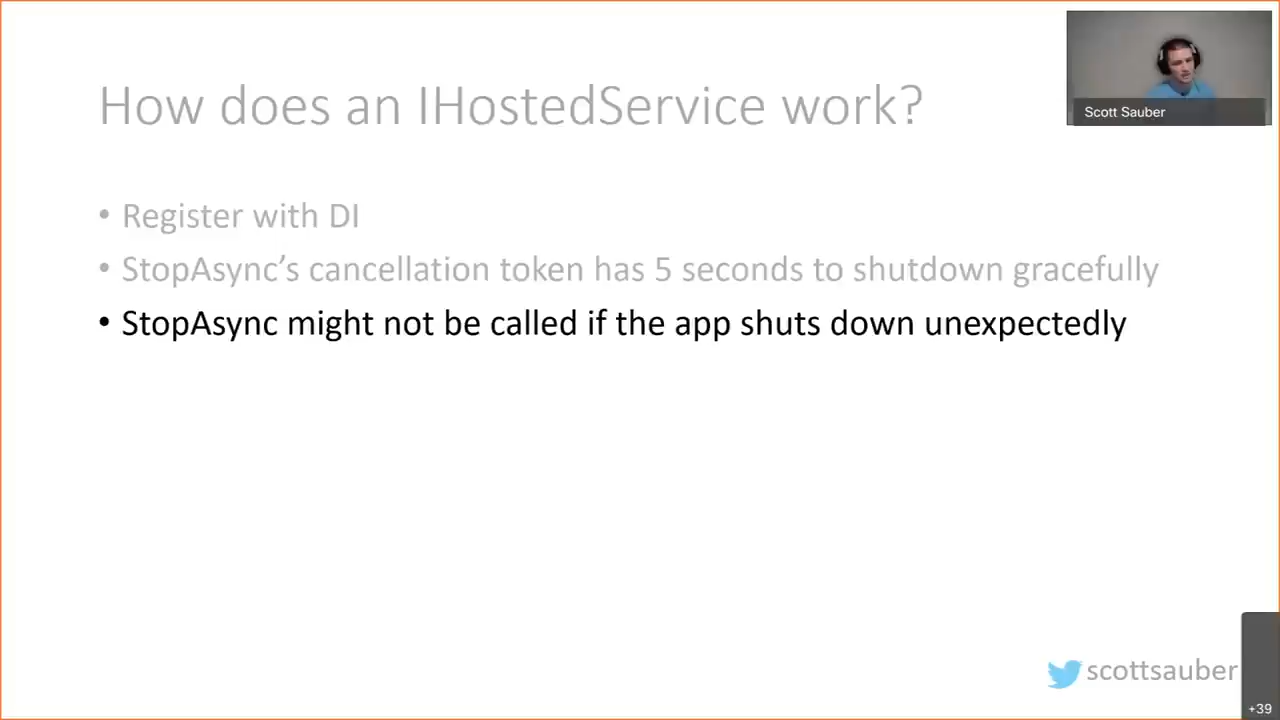 How does an IHostedService work?
Scott Sauber
• Register with DI
• StopAsync’s cancellation token has 5 seconds to shutdown gracefully
• StopAsync might not be called if the app shuts down unexpectedly
scottsauber
+39